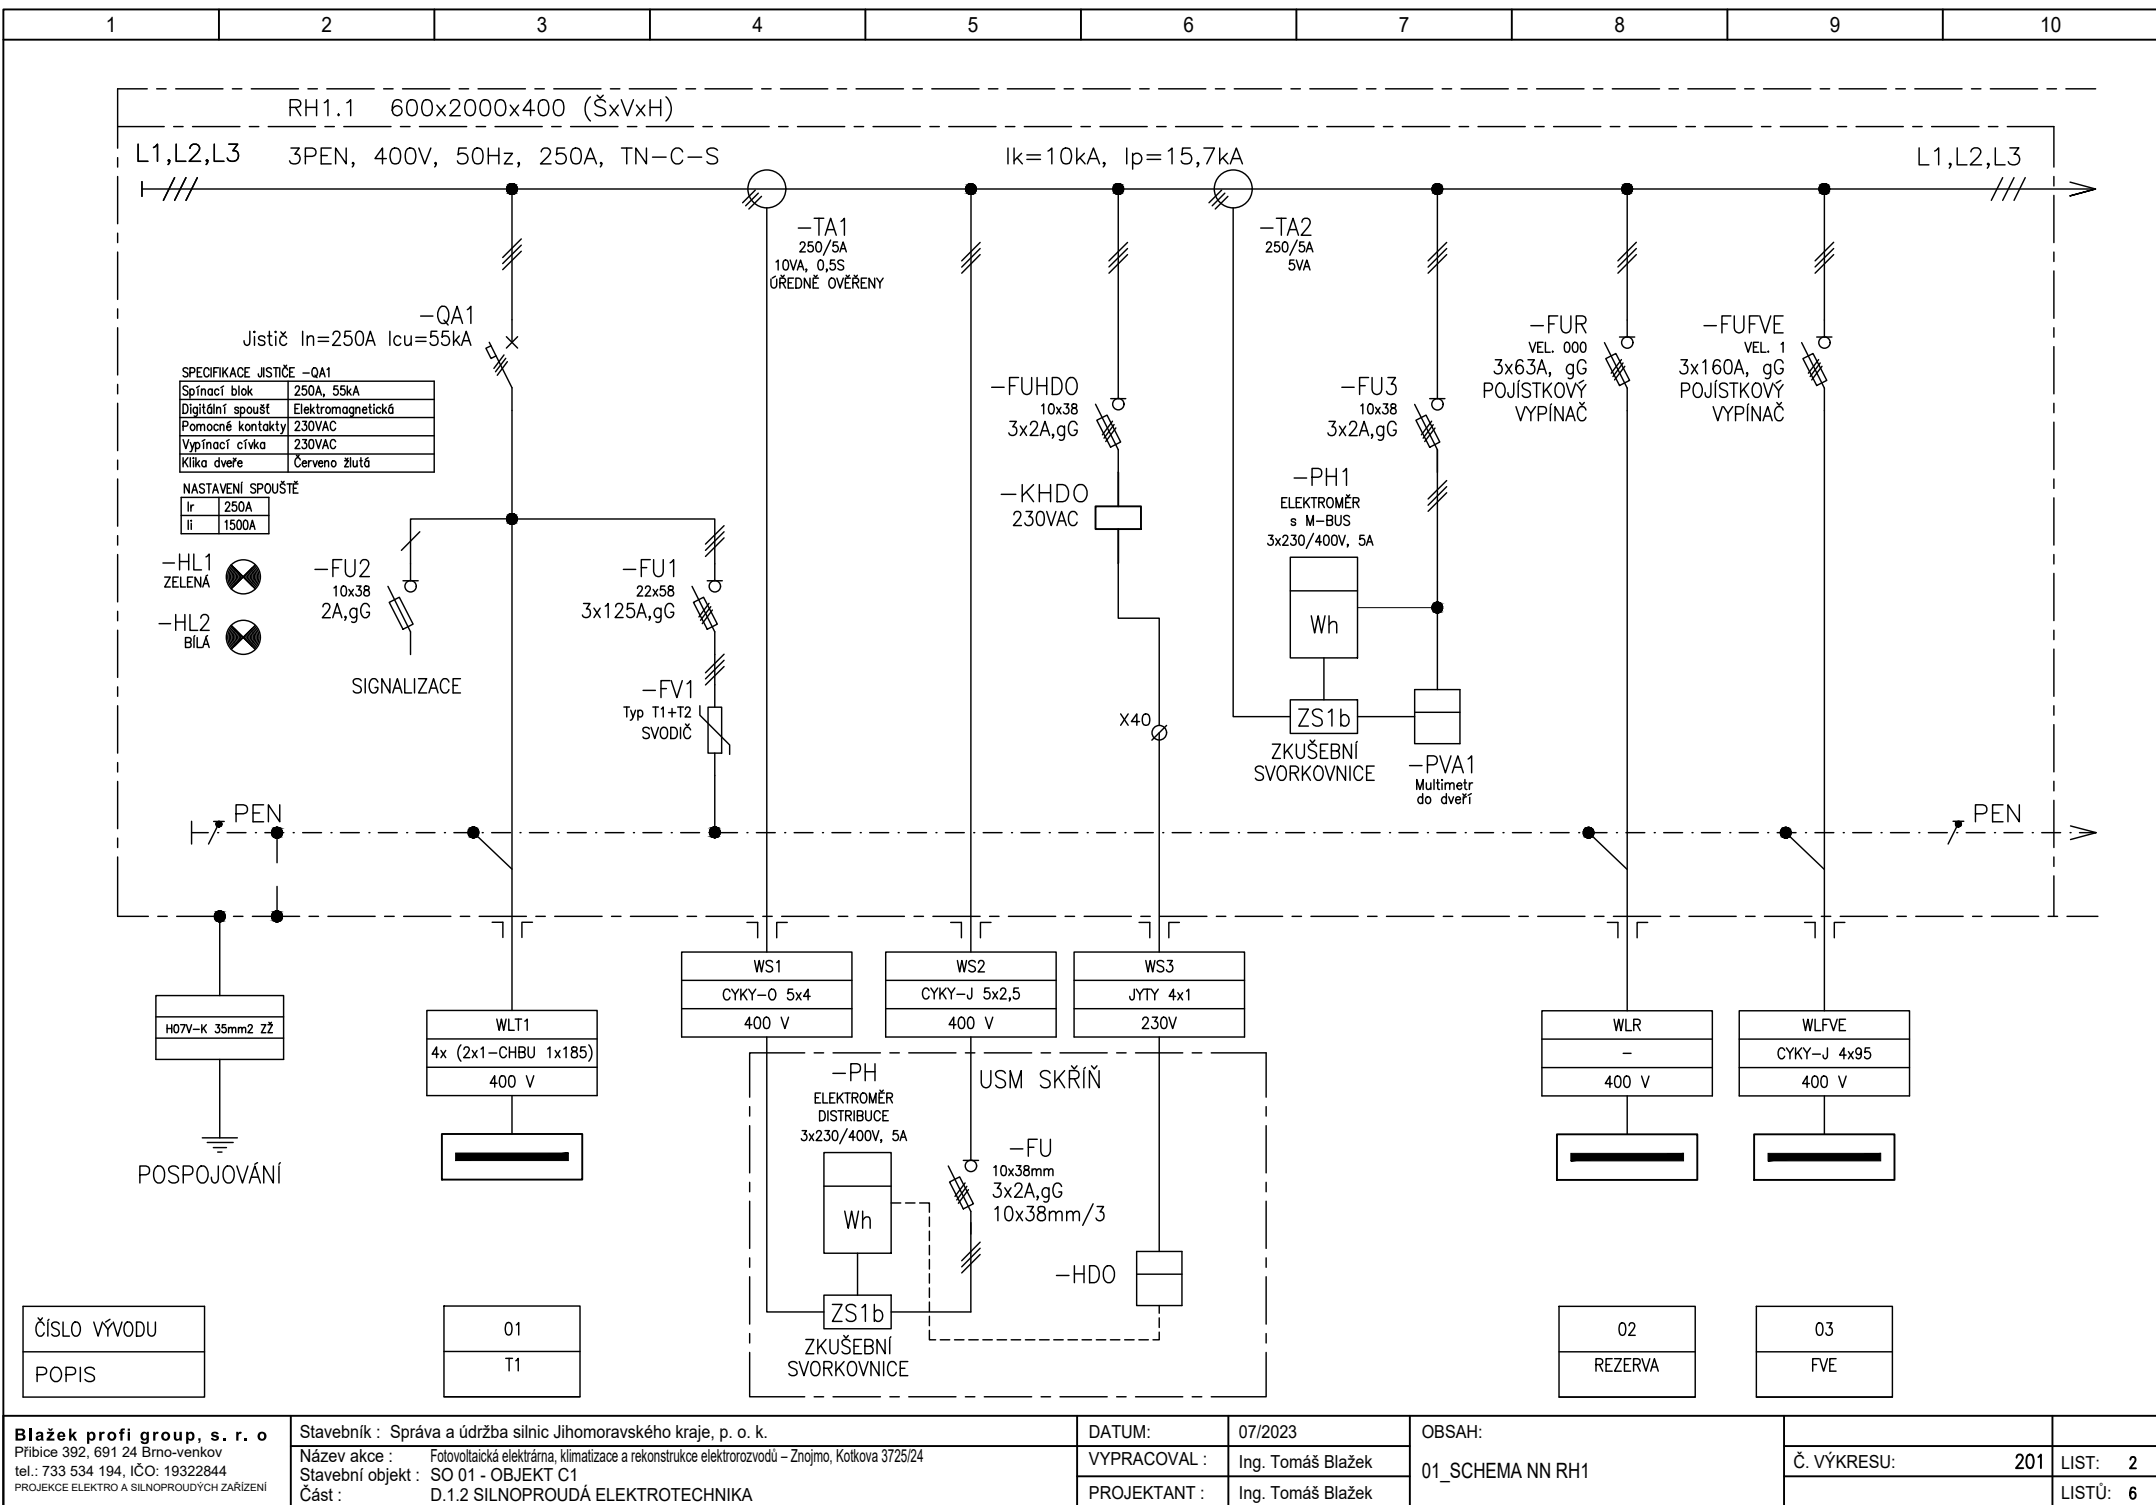 1 2 3 4 5 6 7 8 9 10
RH1.1 600x2000x400 (ŠxVxH)
L1,L2,L3 3PEN, 400V, 50Hz, 250A, TN-C-S Ik=10kA, Ip=15,7kA L1,L2,L3
-TA1
250/5A
10VA, 0,5S
ÚŘEDNĚ OVĚŘENY
-TA2
250/5A
5VA
-QA1
Jistič In=250A Icu=55kA
SPECIFIKACE JISTIČE -QA1
Spínací blok 250A, 55kA
Digitální spoušť Elektromagnetická
Pomocné kontakty 230VAC
Vypínací cívka 230VAC
Klika dveře Červeno žlutá
NASTAVENÍ SPOUŠTĚ
Ir 250A
Ii 1500A
-HL1
ZELENÁ
-HL2
BÍLÁ
-FU2
10x38
2A,gG
SIGNALIZACE
-FU1
22x58
3x125A,gG
-FV1
Typ T1+T2
SVODIČ
-FUHDO
10x38
3x2A,gG
-KHDO
230VAC
X40
-FU3
10x38
3x2A,gG
-PH1
ELEKTROMĚR
s M-BUS
3x230/400V, 5A
Wh
ZS1b
ZKUŠEBNÍ
SVORKOVNICE
-PVA1
Multimetr
do dveří
-FUR
VEL. 000
3x63A, gG
POJÍSTKOVÝ
VYPÍNAČ
-FUFVE
VEL. 1
3x160A, gG
POJÍSTKOVÝ
VYPÍNAČ
PEN PEN
H07V-K 35mm2 ZŽ
POSPOJOVÁNÍ
WLT1
4x (2x1-CHBU 1x185)
400 V
WS1
CYKY-O 5x4
400 V
WS2
CYKY-J 5x2,5
400 V
WS3
JYTY 4x1
230V
WLR
-
400 V
WLFVE
CYKY-J 4x95
400 V
USM SKŘÍŇ
-PH
ELEKTROMĚR
DISTRIBUCE
3x230/400V, 5A
Wh
-FU
10x38mm
3x2A,gG
10x38mm/3
-HDO
ZS1b
ZKUŠEBNÍ
SVORKOVNICE
ČÍSLO VÝVODU 01 02 03
POPIS T1 REZERVA FVE
Blažek profi group, s. r. o
Přibice 392, 691 24 Brno-venkov
tel.: 733 534 194, IČO: 19322844
PROJEKCE ELEKTRO A SILNOPROUDÝCH ZAŘÍZENÍ
Stavebník : Správa a údržba silnic Jihomoravského kraje, p. o. k.
Název akce : Fotovoltaická elektrárna, klimatizace a rekonstrukce elektrorozvodů – Znojmo, Kotkova 3725/24
Stavební objekt : SO 01 - OBJEKT C1
Část : D.1.2 SILNOPROUDÁ ELEKTROTECHNIKA
DATUM: 07/2023
VYPRACOVAL : Ing. Tomáš Blažek
PROJEKTANT : Ing. Tomáš Blažek
OBSAH:
01_SCHEMA NN RH1
Č. VÝKRESU: 201
LIST: 2
LISTŮ: 6